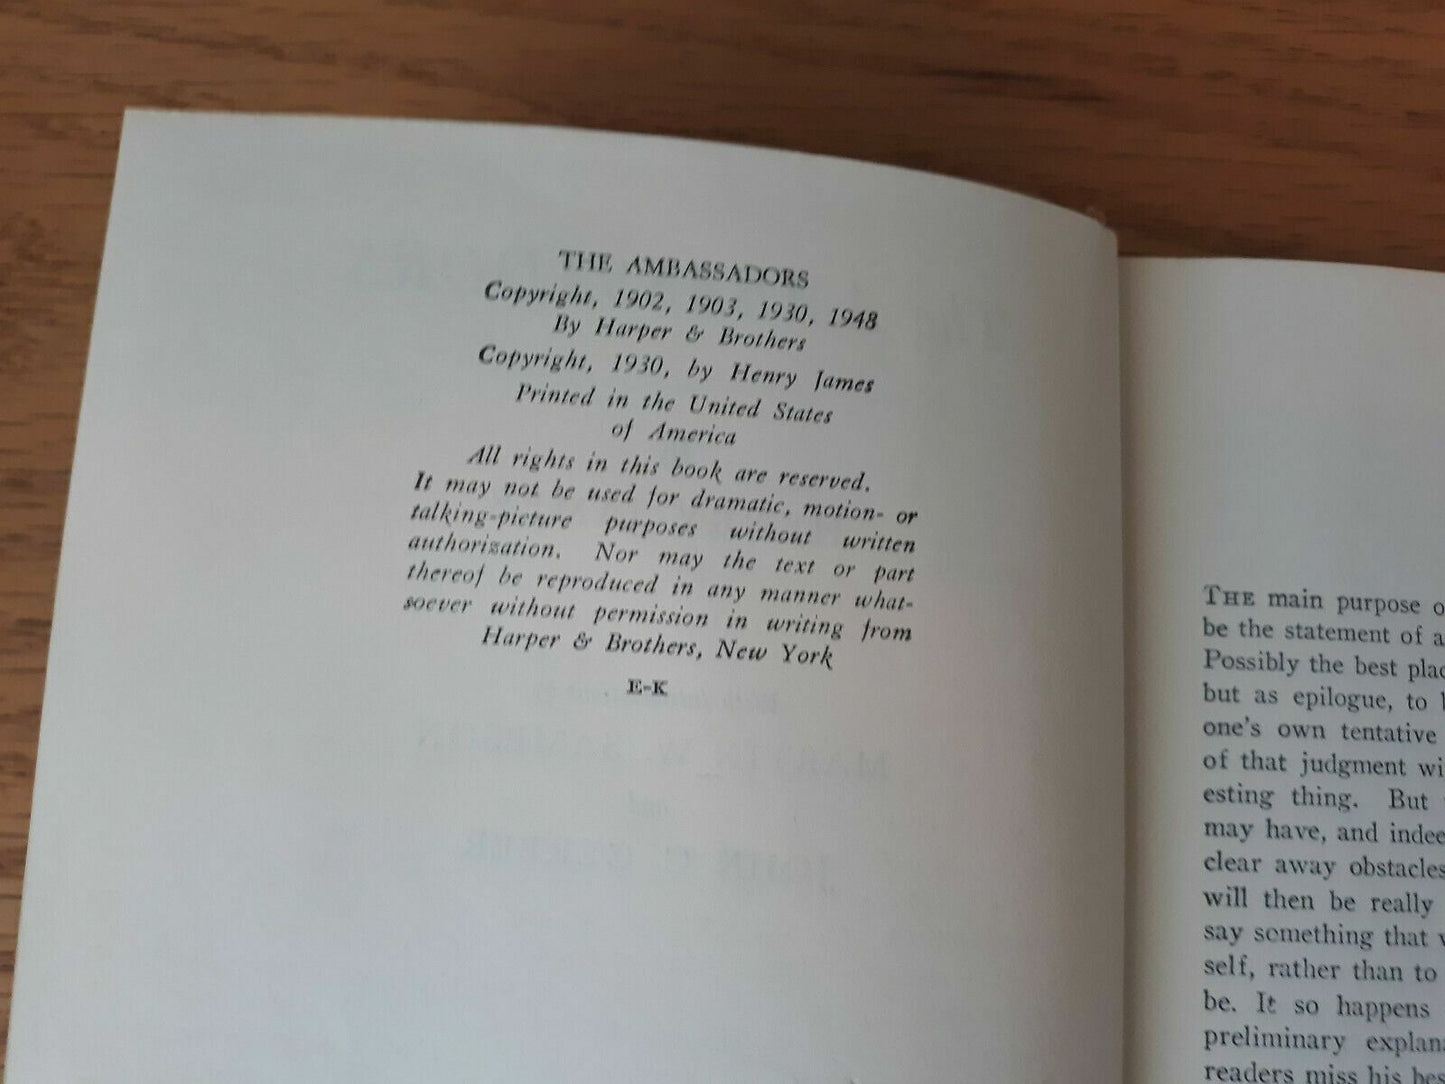 THE AMBASSADORS
Copyright, 1902, 1903, 1930, 1948
By Harper & Brothers
Copyright, 1930, by Henry James
Printed in the United States
of America
All rights in this book are reserved.
It may not be used for dramatic, motion- or
talking-picture purposes without written
authorization. Nor may the text or part
thereof be reproduced in any manner what-
soever without permission in writing from
Harper & Brothers, New York
E-K
THE main purpose
be the statement of
Possibly the best
but as epilogue, to
one's own tentative
of that judgment
esting thing. But
may have, and
clear away obstacles
will then be really
say something that
self, rather than to
be. It so happens
preliminary
readers miss his